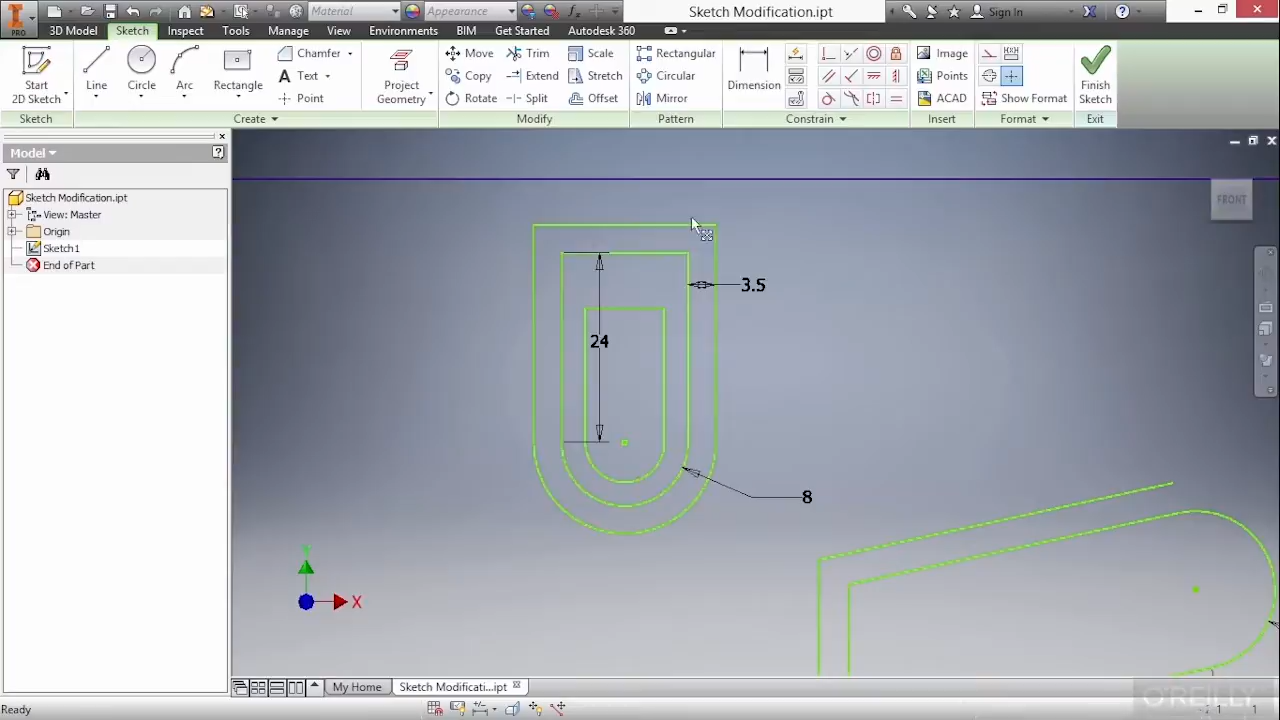 PRO
Material
Appearance
Sketch Modification.ipt
Sign In
3D Model
Sketch
Inspect
Tools
Manage
View
Environments
BIM
Get Started
Autodesk 360
Start
2D Sketch
Line
Circle
Arc
Rectangle
Chamfer
Text
Point
Project
Geometry
Move
Copy
Rotate
Trim
Extend
Split
Scale
Stretch
Offset
Rectangular
Circular
Mirror
Dimension
Image
Points
ACAD
Show Format
Finish
Sketch
Sketch
Create
Modify
Pattern
Constrain
Insert
Format
Exit
Model
Sketch Modification.ipt
View: Master
Origin
Sketch1
End of Part
FRONT
3.5
24
8
Y
X
My Home
Sketch Modificati...ipt
O'REILLY
Ready
1
1